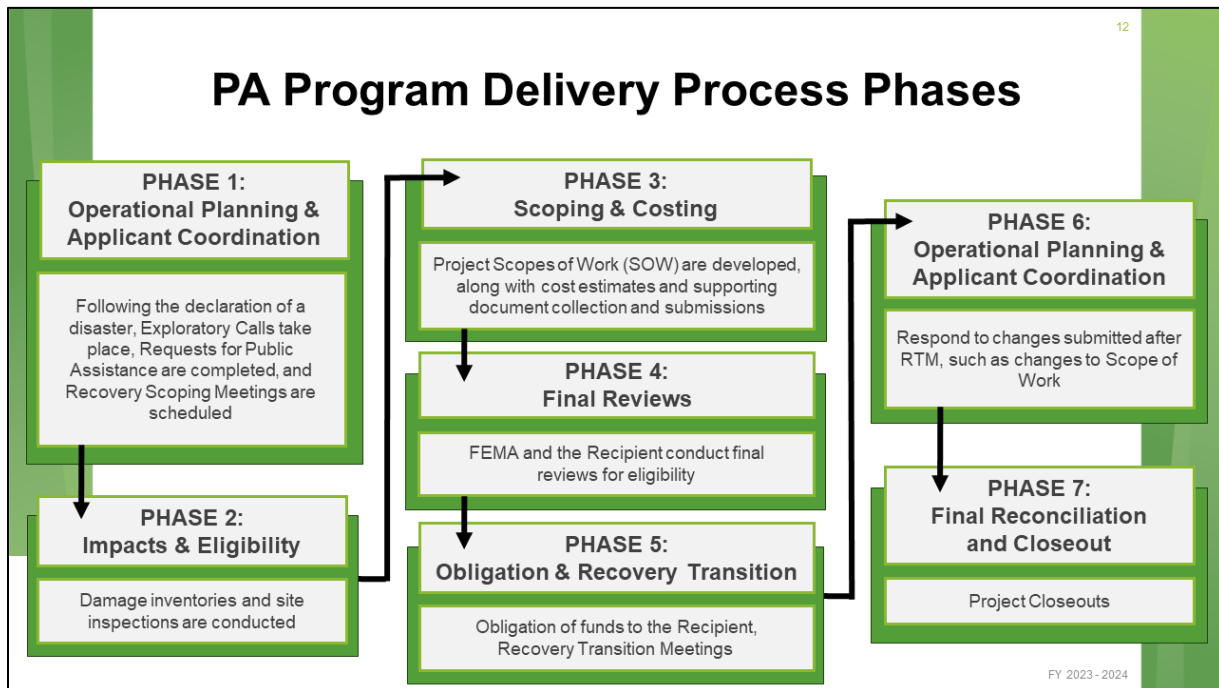 12
PA Program Delivery Process Phases
PHASE 1:
Operational Planning &
Applicant Coordination
Following the declaration of a
disaster, Exploratory Calls take
place, Requests for Public
Assistance are completed, and
Recovery Scoping Meetings are
scheduled
PHASE 2:
Impacts & Eligibility
Damage inventories and site
inspections are conducted
PHASE 3:
Scoping & Costing
Project Scopes of Work (SOW) are developed,
along with cost estimates and supporting
document collection and submissions
PHASE 4:
Final Reviews
FEMA and the Recipient conduct final
reviews for eligibility
PHASE 5:
Obligation & Recovery Transition
Obligation of funds to the Recipient,
Recovery Transition Meetings
PHASE 6:
Operational Planning &
Applicant Coordination
Respond to changes submitted after
RTM, such as changes to Scope of
Work
PHASE 7:
Final Reconciliation
and Closeout
Project Closeouts
FY 2023 - 2024